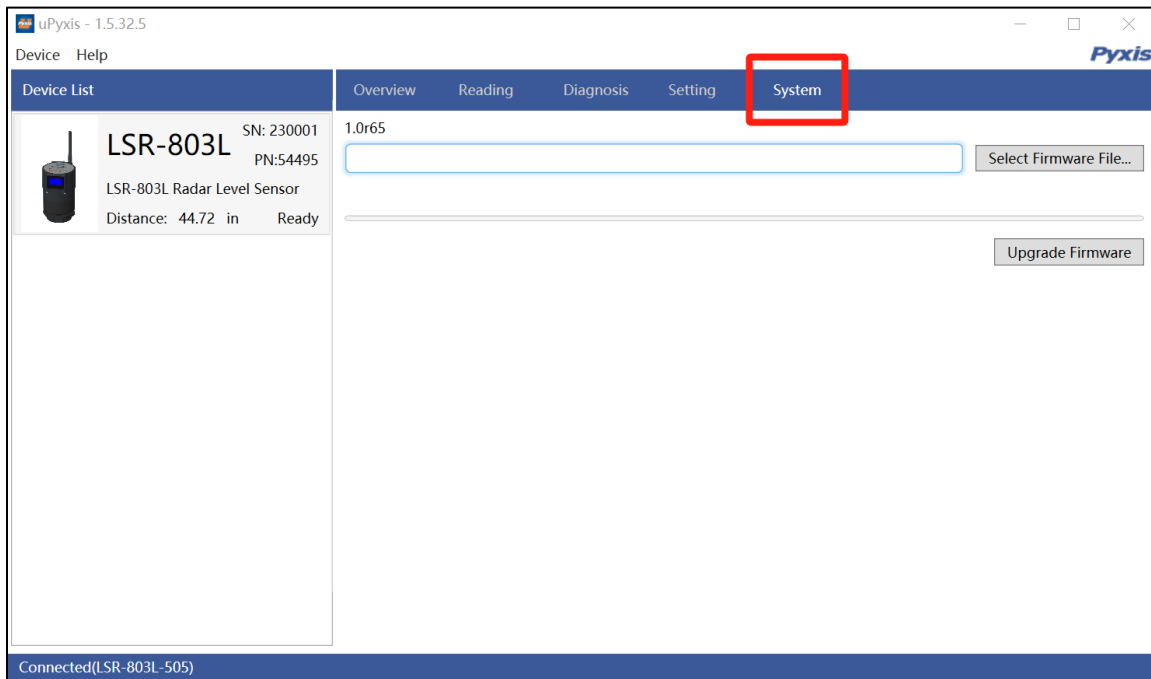 uPyxis - 1.5.32.5
Device Help
Pyxis
Device List
Overview Reading Diagnosis Setting System
LSR-803L SN: 230001
PN:54495
LSR-803L Radar Level Sensor
Distance: 44.72 in Ready
1.0r65
Select Firmware File...
Upgrade Firmware
Connected(LSR-803L-505)